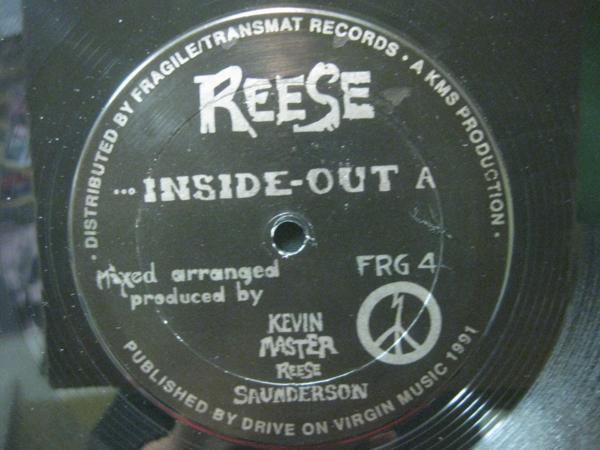 • DISTRIBUTED BY FRAGILE/TRANSMAT RECORDS • A KMS PRODUCTION •
REESE
... INSIDE-OUT A
Mixed arranged
produced by
FRG 4
KEVIN
MASTER
REESE
SAUNDERSON
PUBLISHED BY DRIVE ON VIRGIN MUSIC 1991